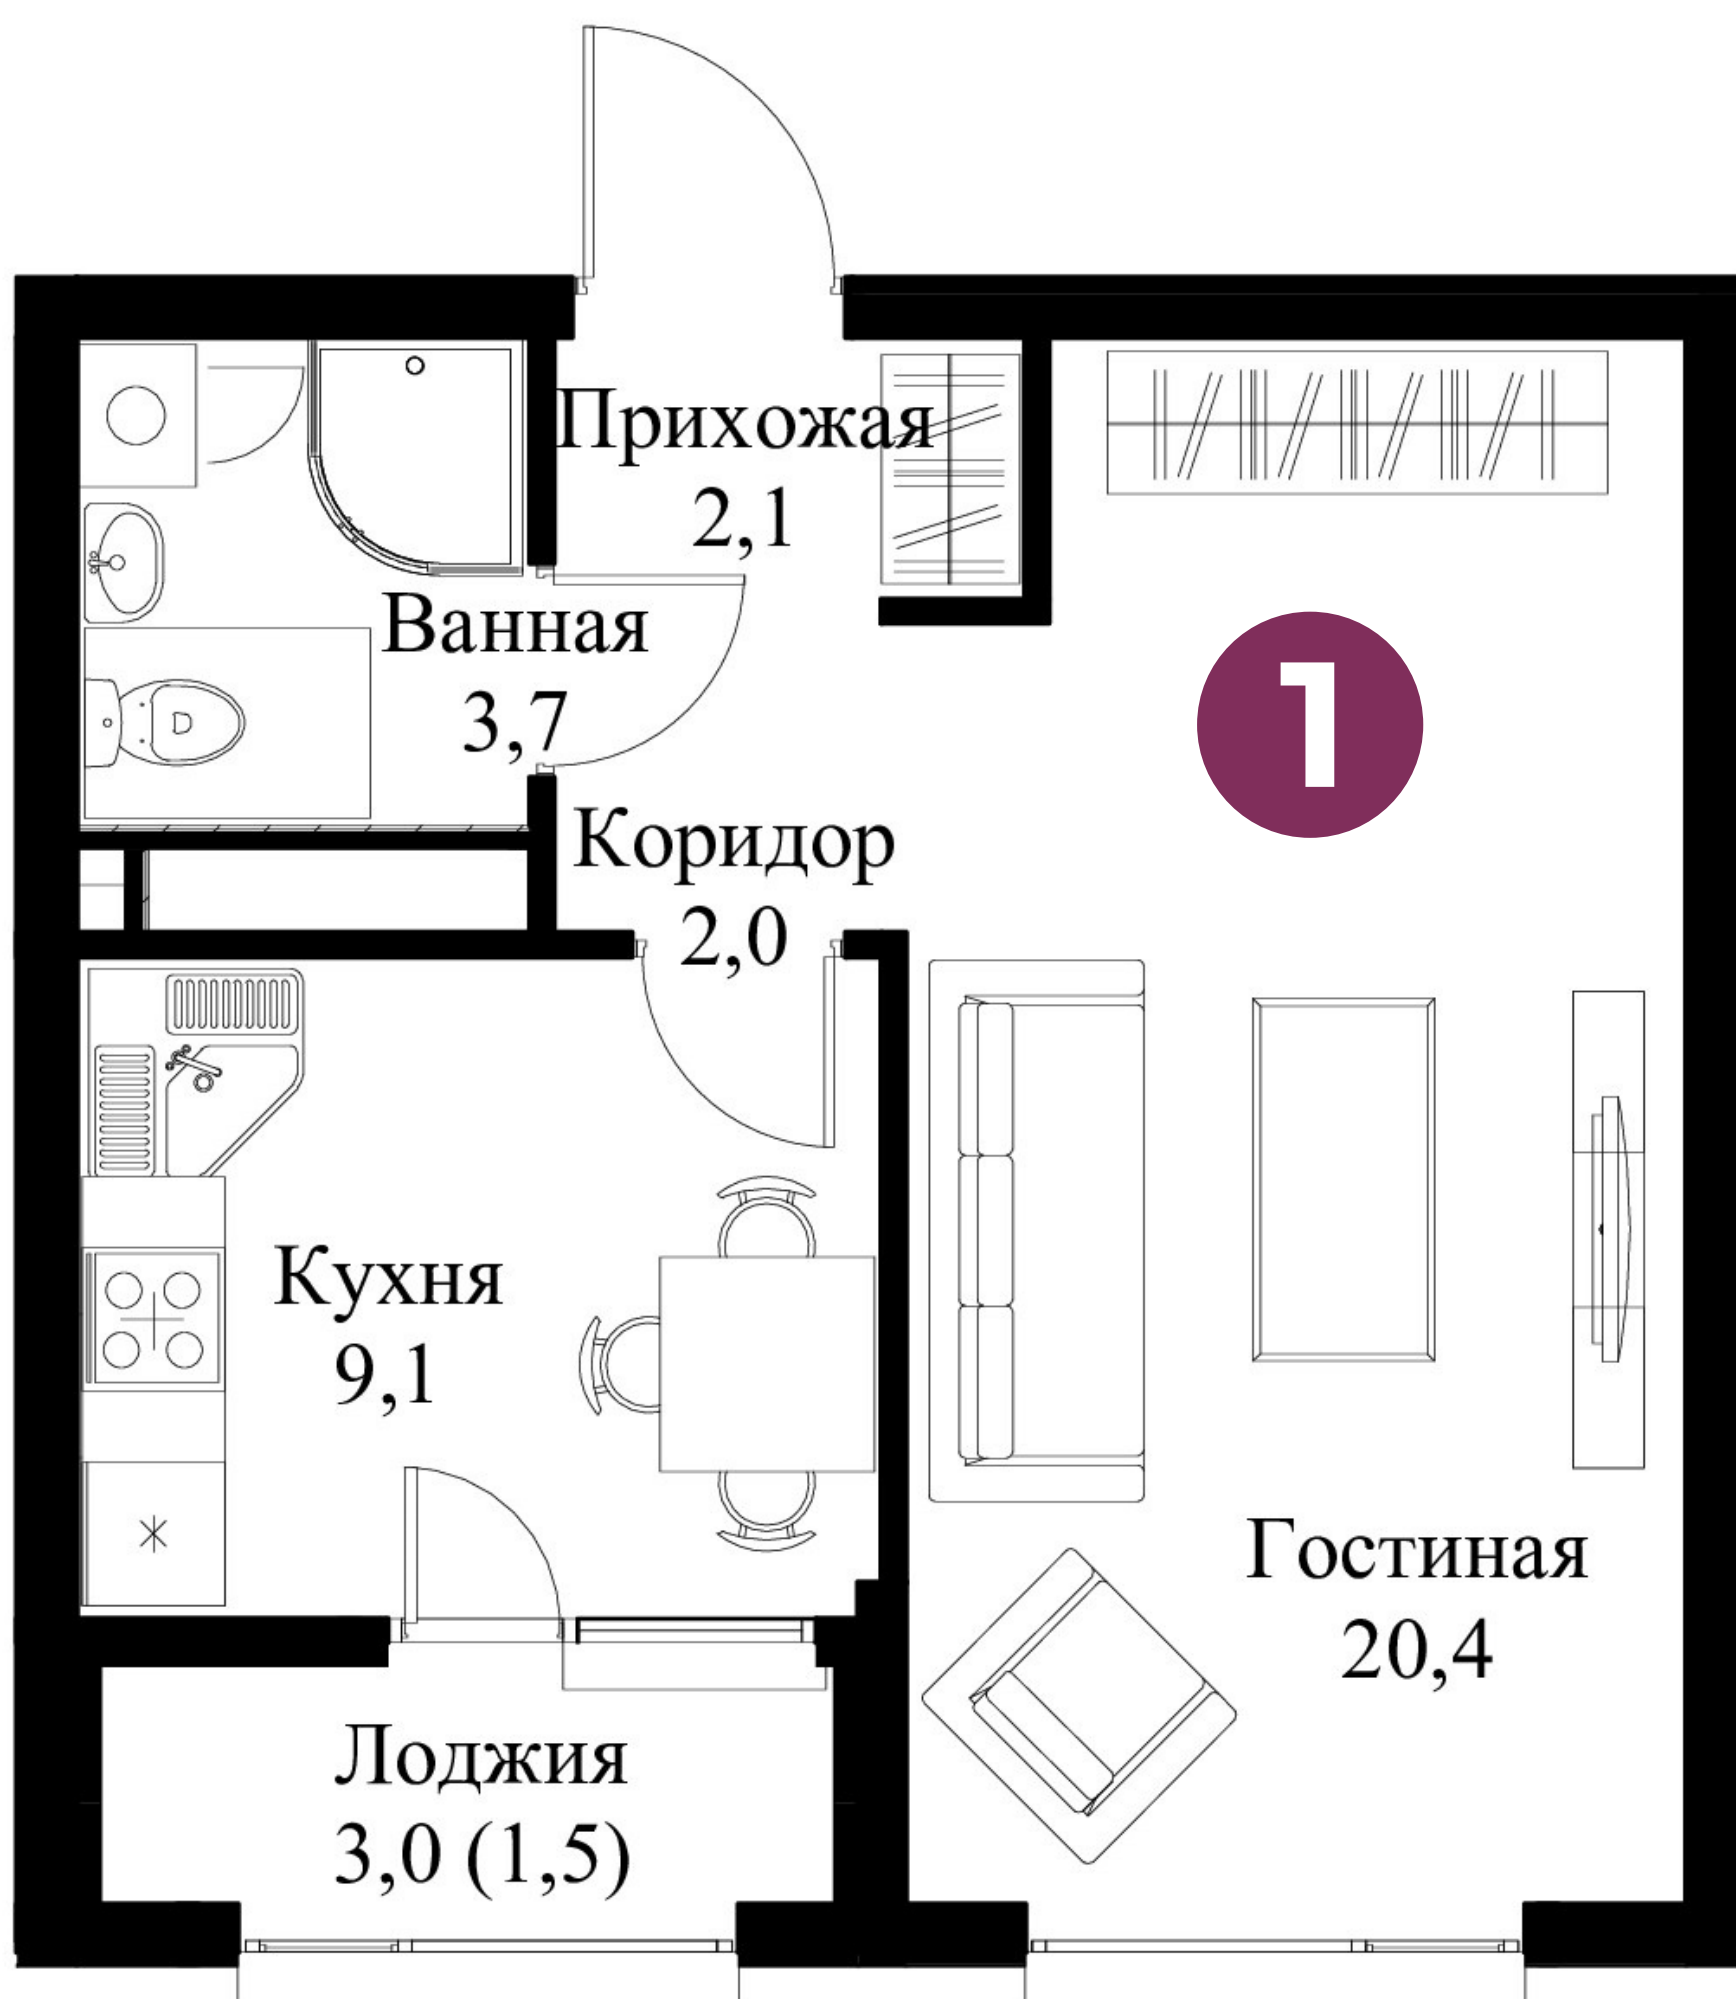 Прихожая
2,1
Ванная
3,7
1
Коридор
2,0
Кухня
9,1
Гостиная
20,4
Лоджия
3,0 (1,5)